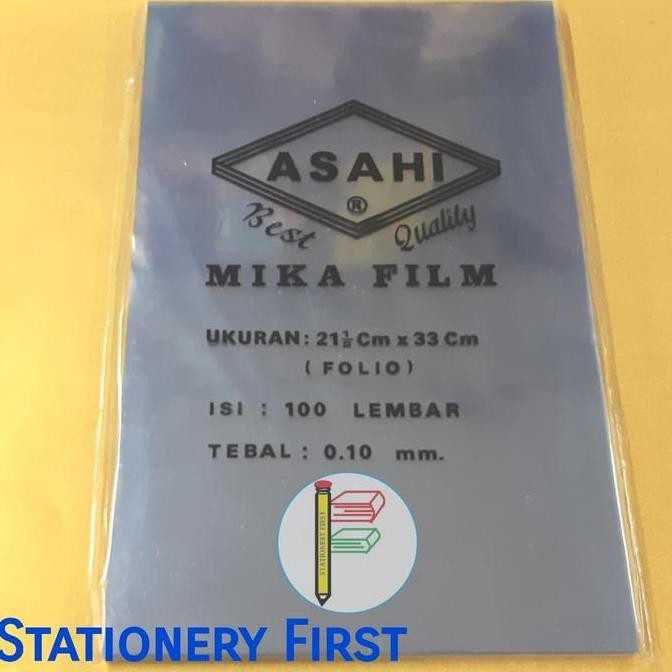 ASAHI
®
Best Quality
MIKA FILM
UKURAN: 21½ Cm x 33 Cm
( FOLIO )
ISI : 100 LEMBAR
TEBAL : 0.10 mm.
STATIONERY FIRST
STATIONERY FIRST